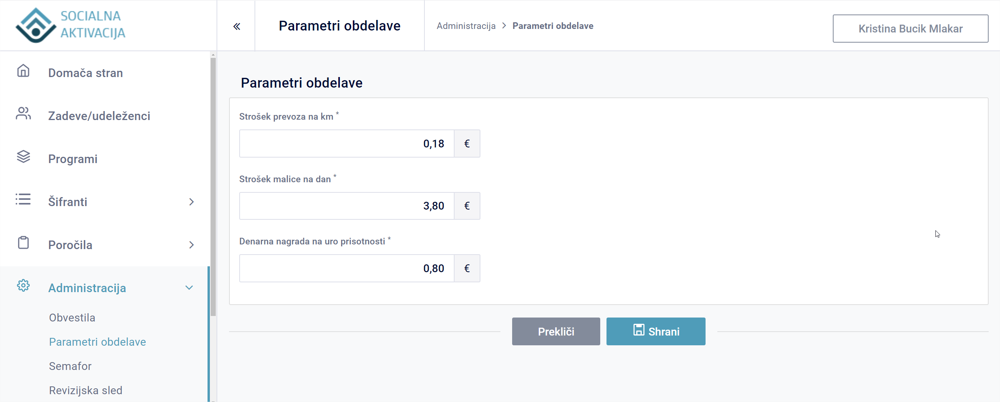 SOCIALNA
AKTIVACIJA
Parametri obdelave
Administracija > Parametri obdelave
Kristina Bucik Mlakar
Domača stran
Zadeve/udeleženci
Programi
Šifranti
Poročila
Administracija
Obvestila
Parametri obdelave
Semafor
Revizijska sled
Parametri obdelave
Strošek prevoza na km *
0,18 €
Strošek malice na dan *
3,80 €
Denarna nagrada na uro prisotnosti *
0,80 €
Prekliči
Shrani